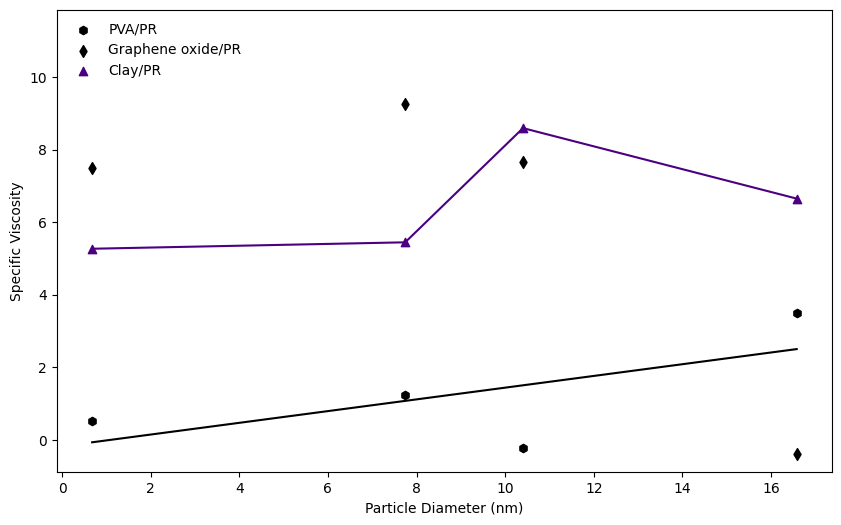 PVA/PR
Graphene oxide/PR
Clay/PR
10
8
6
4
2
0
Specific Viscosity
0 2 4 6 8 10 12 14 16
Particle Diameter (nm)